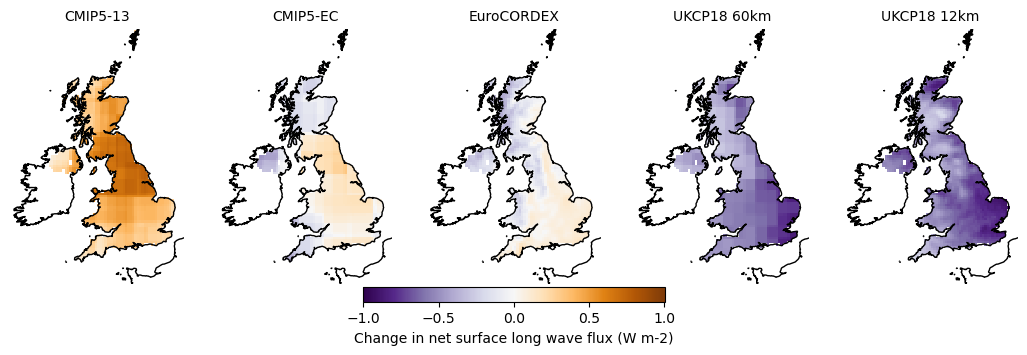 CMIP5-13 CMIP5-EC EuroCORDEX UKCP18 60km UKCP18 12km
−1.0 −0.5 0.0 0.5 1.0
Change in net surface long wave flux (W m-2)